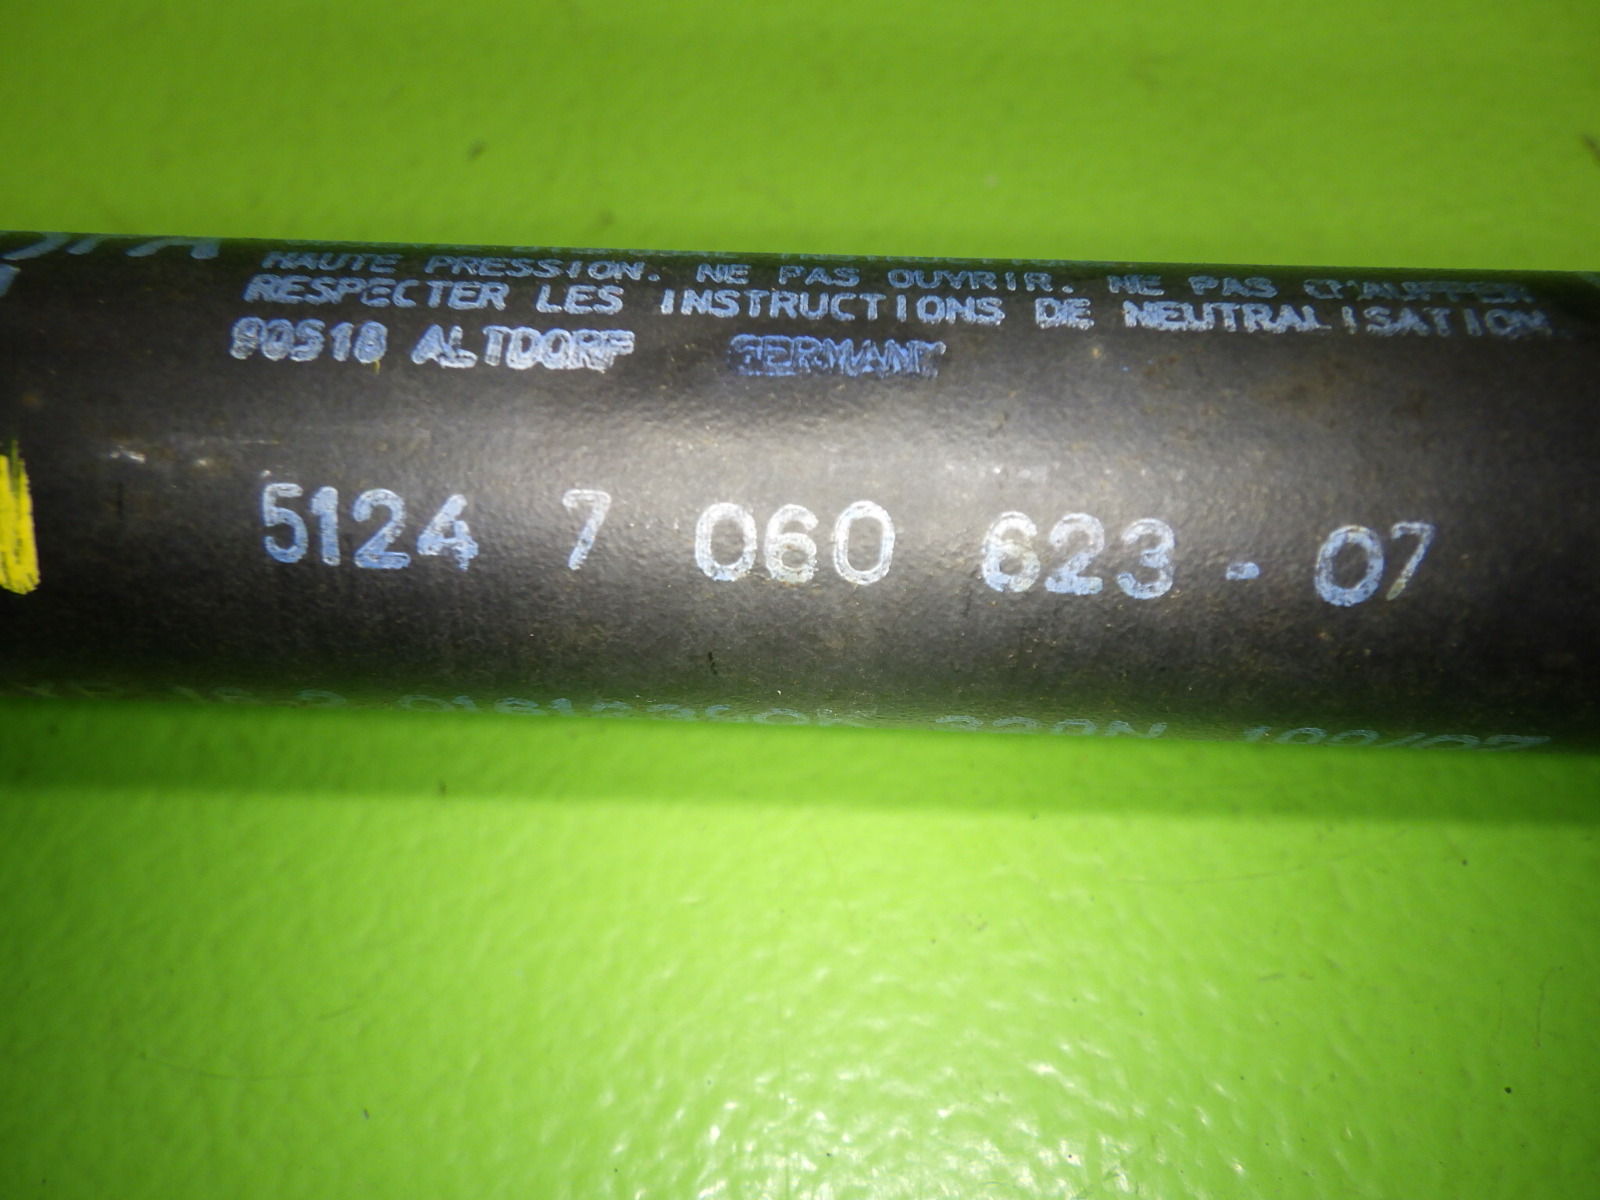 HAUTE PRESSION. NE PAS OUVRIR. NE PAS CHAUFFER
RESPECTER LES INSTRUCTIONS DE NEUTRALISATION.
90518 ALTDORF GERMANY
5124 7 060 623 - 07